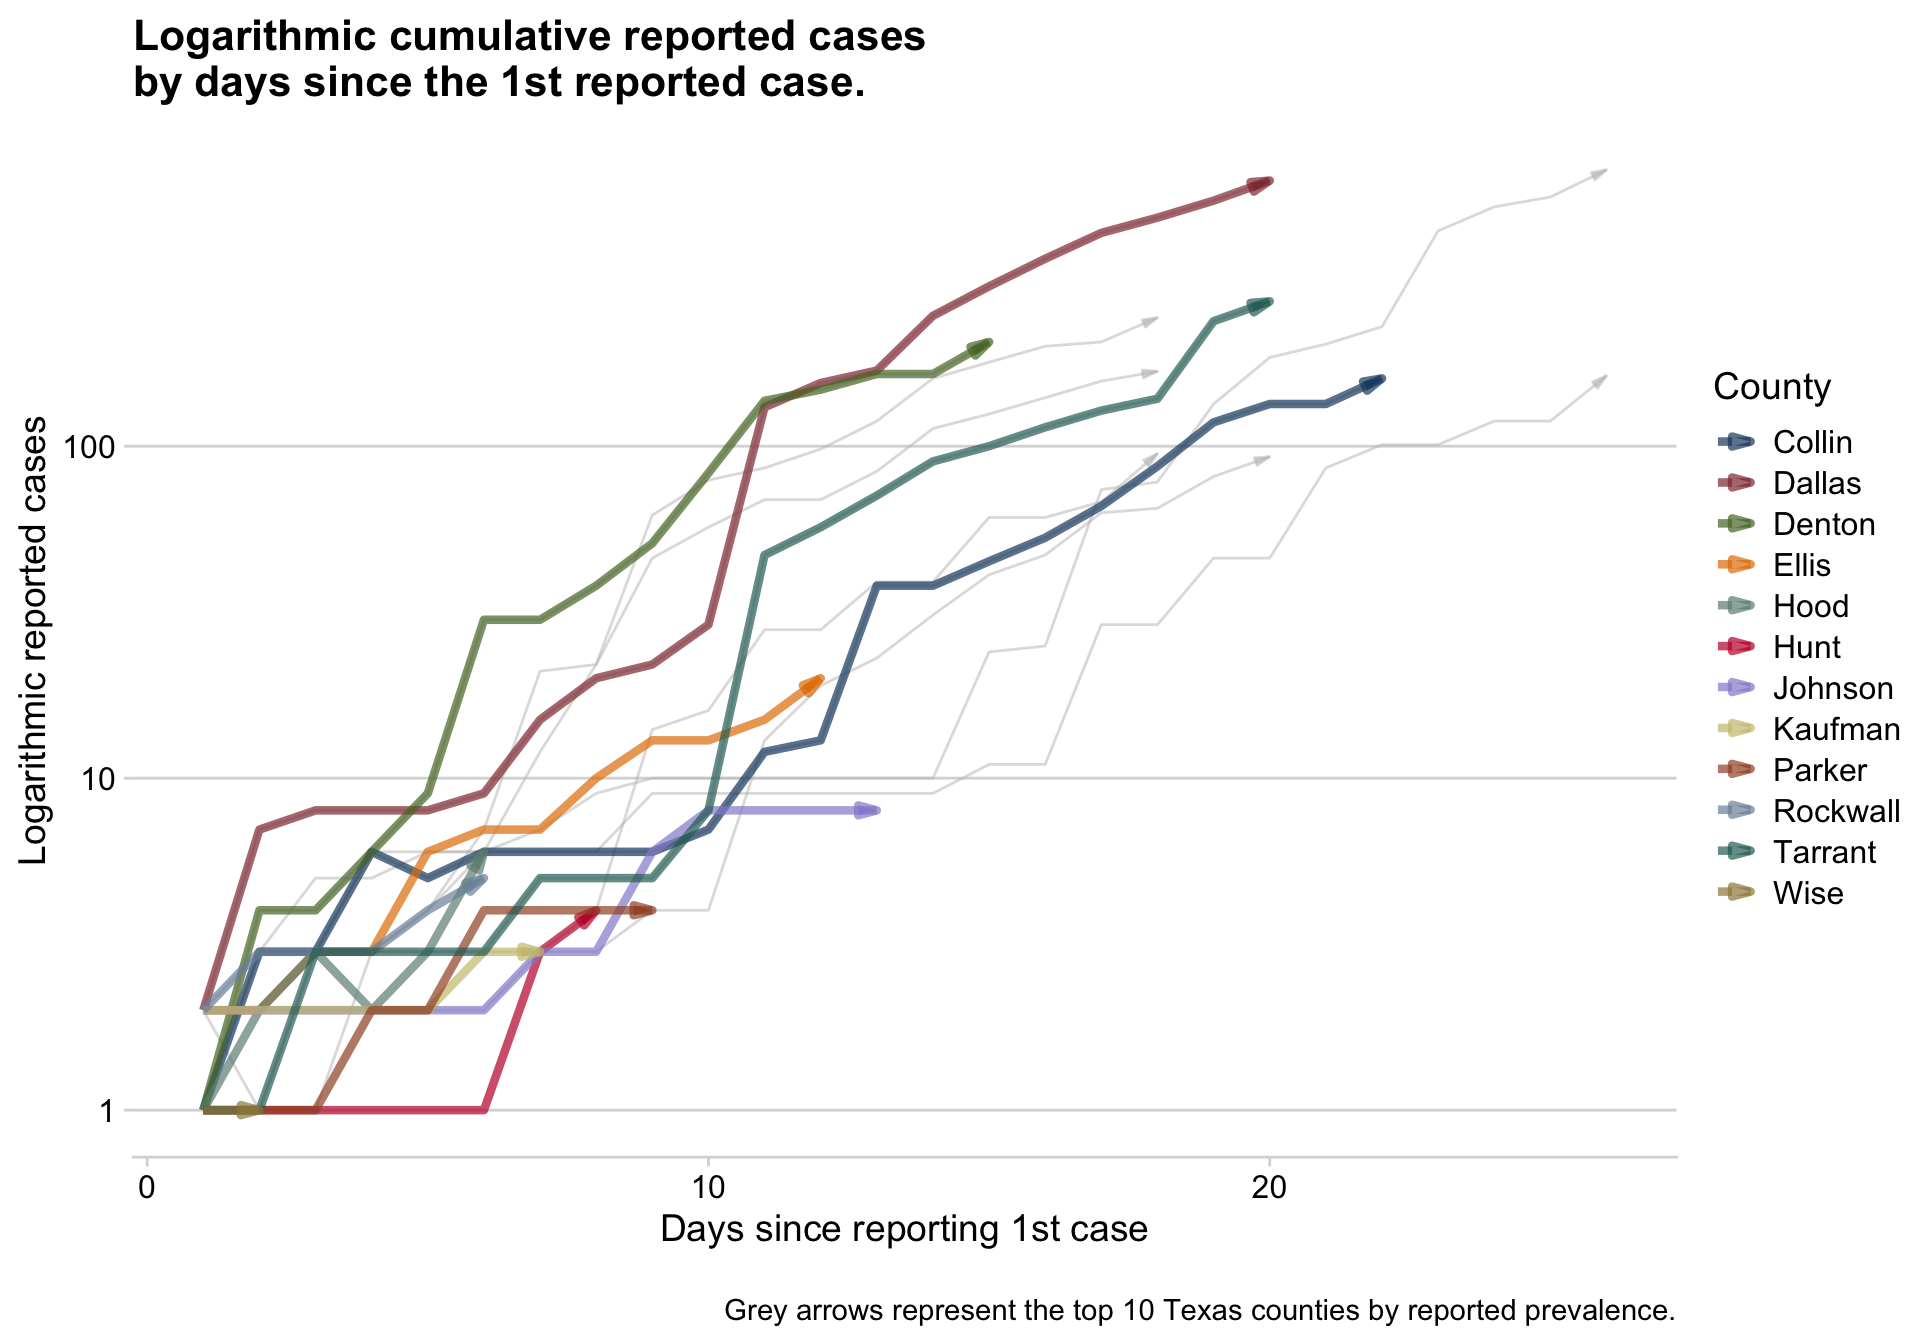 Logarithmic cumulative reported cases
by days since the 1st reported case.
Logarithmic reported cases
100
10
1
0
10
20
Days since reporting 1st case
County
Collin
Dallas
Denton
Ellis
Hood
Hunt
Johnson
Kaufman
Parker
Rockwall
Tarrant
Wise
Grey arrows represent the top 10 Texas counties by reported prevalence.